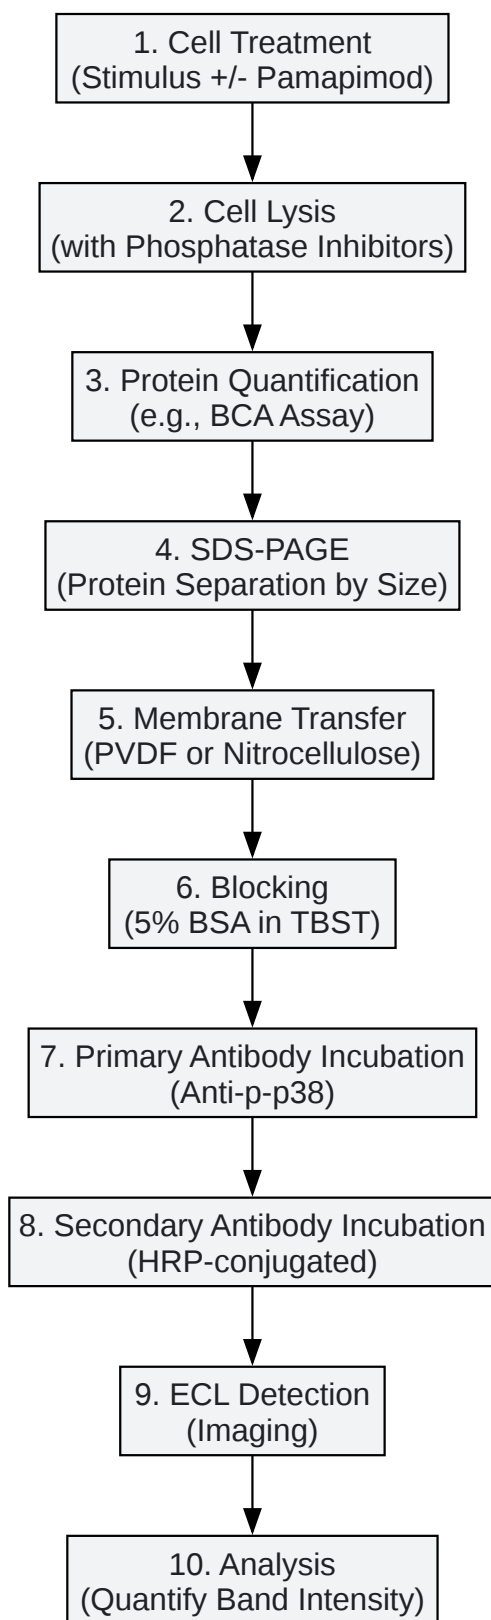 1. Cell Treatment
(Stimulus +/- Pamapimod)
2. Cell Lysis
(with Phosphatase Inhibitors)
3. Protein Quantification
(e.g., BCA Assay)
4. SDS-PAGE
(Protein Separation by Size)
5. Membrane Transfer
(PVDF or Nitrocellulose)
6. Blocking
(5% BSA in TBST)
7. Primary Antibody Incubation
(Anti-p-p38)
8. Secondary Antibody Incubation
(HRP-conjugated)
9. ECL Detection
(Imaging)
10. Analysis
(Quantify Band Intensity)